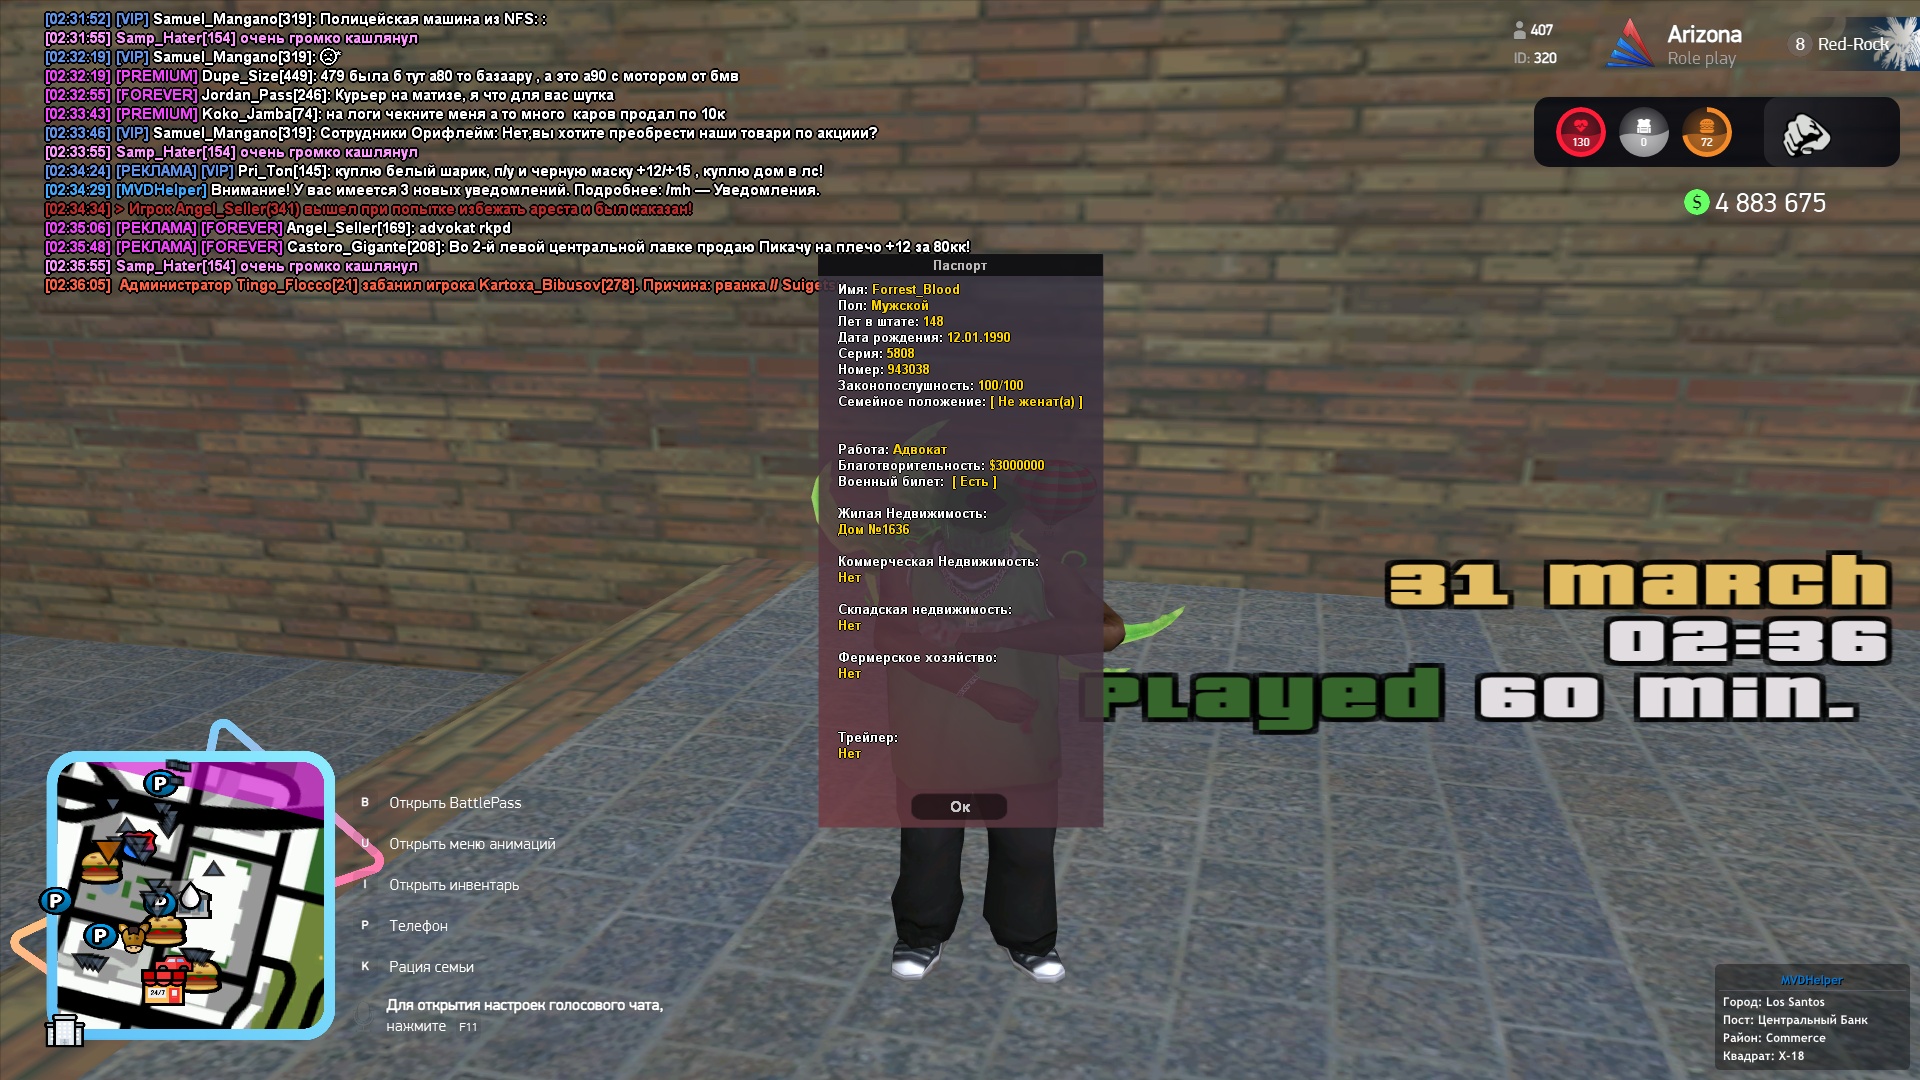 [02:31:52] [VIP] Samuel_Mangano[319]: Полицейская машина из NFS: :
[02:31:55] Samp_Hater[154] очень громко кашлянул
[02:32:19] [VIP] Samuel_Mangano[319]:
[02:32:19] [PREMIUM] Dupe_Size[449]: 479 была б тут а80 то базаару , а это а90 с мотором от бмв
[02:32:55] [FOREVER] Jordan_Pass[246]: Курьер на матизе, я что для вас шутка
[02:33:43] [PREMIUM] Koko_Jamba[74]: на логи чекните меня а то много каров продал по 10к
[02:33:46] [VIP] Samuel_Mangano[319]: Сотрудники Орифлейм: Нет,вы хотите преобрести наши товари по акциии?
[02:33:55] Samp_Hater[154] очень громко кашлянул
[02:34:24] [РЕКЛАМА] [VIP] Pri_Ton[145]: куплю белый шарик, п/у и черную маску +12/+15 , куплю дом в лс!
[02:34:29] [MVDHelper] Внимание! У вас имеется 3 новых уведомлений. Подробнее: /mh — Уведомления.
[02:34:34] > Игрок Angel_Seller(341) вышел при попытке избежать ареста и был наказан!
[02:35:06] [РЕКЛАМА] [FOREVER] Angel_Seller[169]: advokat rkpd
[02:35:48] [РЕКЛАМА] [FOREVER] Castoro_Gigante[208]: Во 2-й левой центральной лавке продаю Пикачу на плечо +12 за 80кк!
[02:35:55] Samp_Hater[154] очень громко кашлянул
[02:36:05] Администратор Tingo_Flocco[21] забанил игрока Kartoxa_Bibusov[278]. Причина: рванка // Suigets
407
ID: 320
Arizona
Role play
8 Red-Rock
130
0
72
$ 4 883 675
Паспорт
Имя: Forrest_Blood
Пол: Мужской
Лет в штате: 148
Дата рождения: 12.01.1990
Серия: 5808
Номер: 943038
Законопослушность: 100/100
Семейное положение: [ Не женат(а) ]
Работа: Адвокат
Благотворительность: $3000000
Военный билет: [ Есть ]
Жилая Недвижимость:
Дом №1636
Коммерческая Недвижимость:
Нет
Складская недвижимость:
Нет
Фермерское хозяйство:
Нет
Трейлер:
Нет
Ок
31 march
02:36
Played 60 min.
P
P
P
P
24/7
B Открыть BattlePass
U Открыть меню анимаций
I Открыть инвентарь
P Телефон
K Рация семьи
Для открытия настроек голосового чата,
нажмите F11
MVDHelper
Город: Los Santos
Пост: Центральный Банк
Район: Commerce
Квадрат: X-18